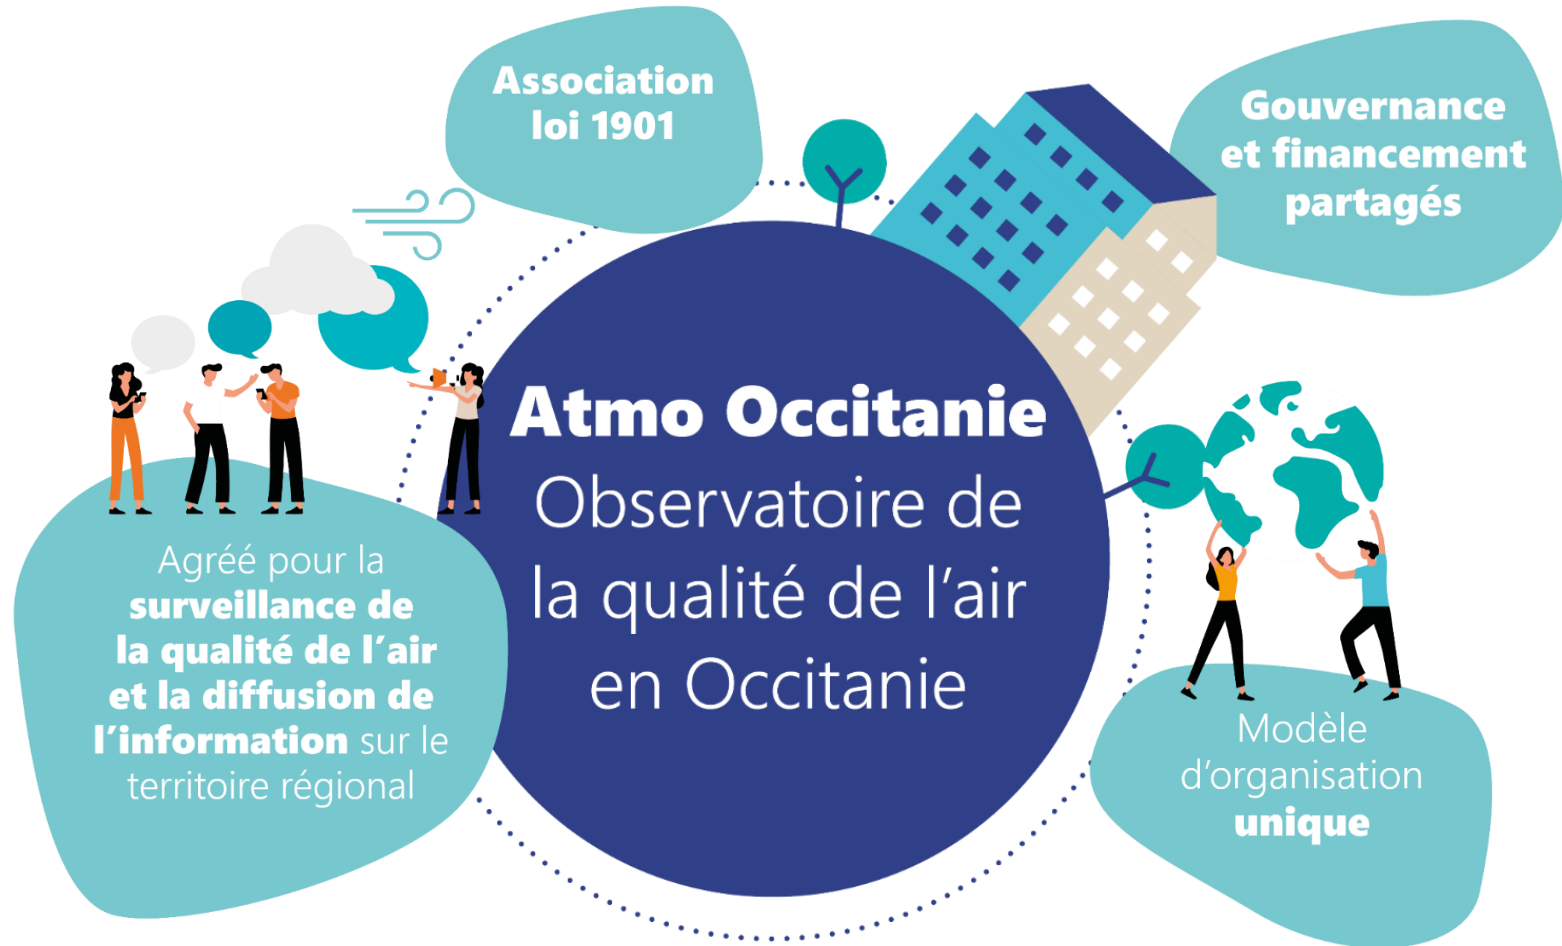 Association
loi 1901
Gouvernance
et financement
partagés
Atmo Occitanie
Observatoire de
la qualité de l’air
en Occitanie
Agréé pour la
surveillance de
la qualité de l’air
et la diffusion de
l’information sur le
territoire régional
Modèle
d’organisation
unique